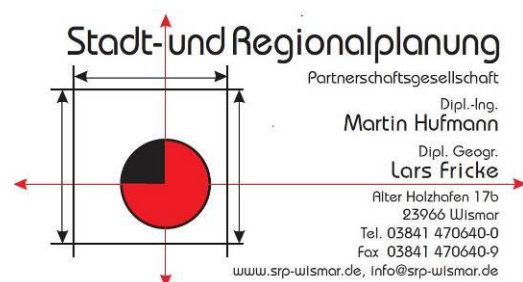 Stadt- und Regionalplanung
Partnerschaftsgesellschaft
Dipl.-Ing.
Martin Hufmann
Dipl. Geogr.
Lars Fricke
Alter Holzhafen 17b
23966 Wismar
Tel. 03841 470640-0
Fax 03841 470640-9
www.srp-wismar.de, info@srp-wismar.de